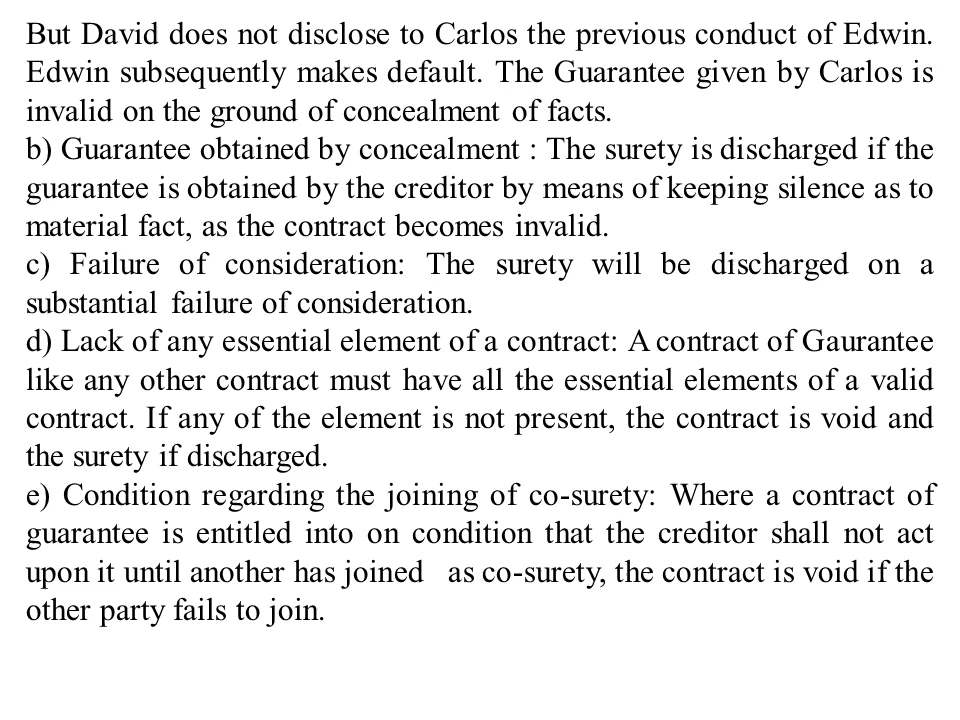 But David does not disclose to Carlos the previous conduct of Edwin.
Edwin subsequently makes default. The Guarantee given by Carlos is
invalid on the ground of concealment of facts.
b) Guarantee obtained by concealment : The surety is discharged if the
guarantee is obtained by the creditor by means of keeping silence as to
material fact, as the contract becomes invalid.
c) Failure of consideration: The surety will be discharged on a
substantial failure of consideration.
d) Lack of any essential element of a contract: A contract of Gaurantee
like any other contract must have all the essential elements of a valid
contract. If any of the element is not present, the contract is void and
the surety if discharged.
e) Condition regarding the joining of co-surety: Where a contract of
guarantee is entitled into on condition that the creditor shall not act
upon it until another has joined as co-surety, the contract is void if the
other party fails to join.